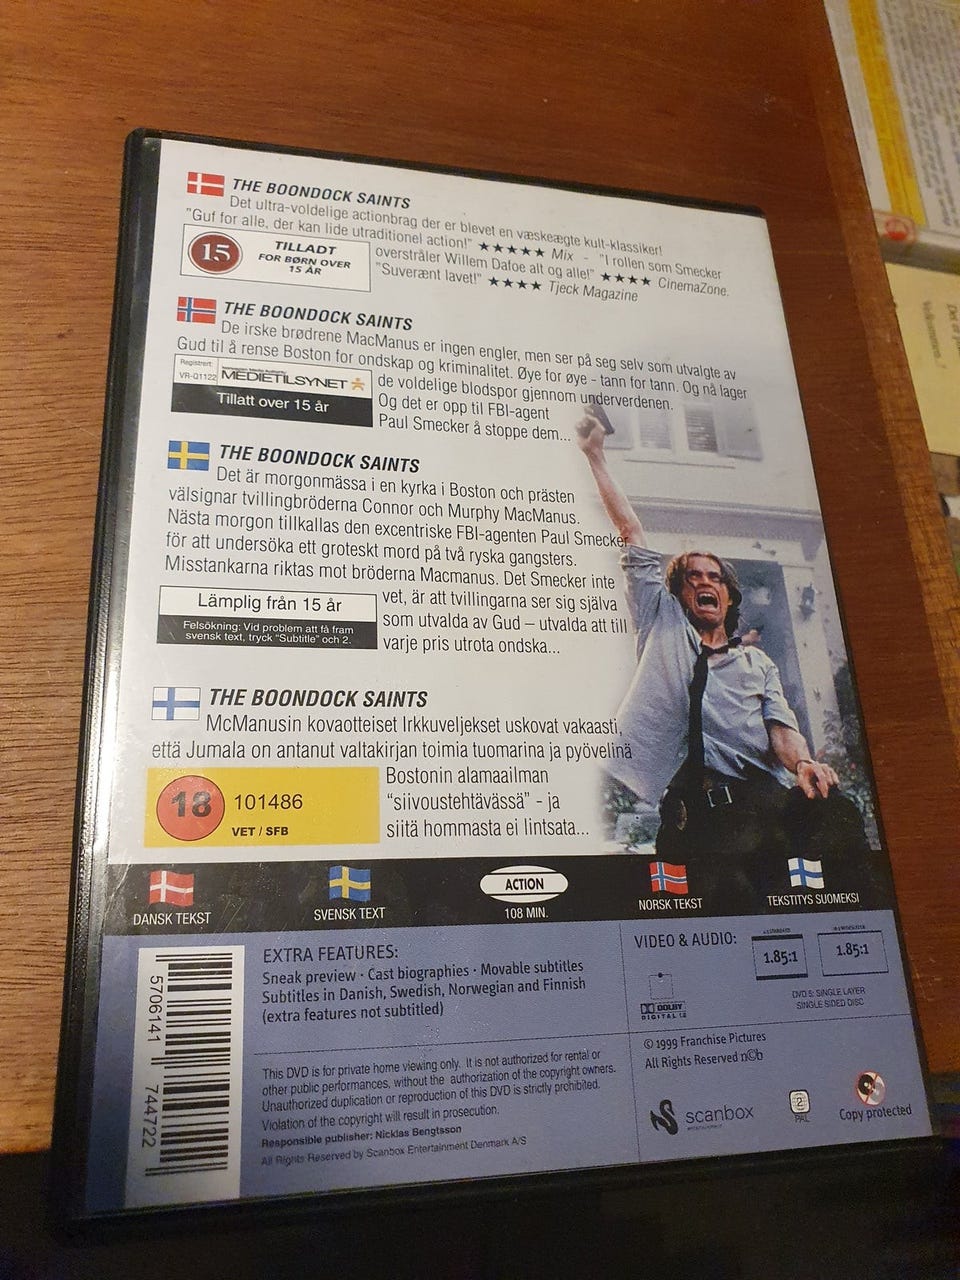 THE BOONDOCK SAINTS
Det ultra-voldelige actionbrag der er blevet en væskeægte kult-klassiker!
"Guf for alle, der kan lide utraditionel action!" ★★★★★ Mix - "I rollen som Smecker
overstråler Willem Dafoe alt og alle!" ★★★★ CinemaZone.
"Suverænt lavet!" ★★★★ Tjeck Magazine
15
TILLADT
FOR BØRN OVER
15 ÅR
THE BOONDOCK SAINTS
De irske brødrene MacManus er ingen engler, men ser på seg selv som utvalgte av
Gud til å rense Boston for ondskap og kriminalitet. Øye for øye - tann for tann. Og nå lager
de voldelige blodspor gjennom underverdenen.
Og det er opp til FBI-agent
Paul Smecker å stoppe dem...
Registrert:
VR-Q1122
MEDIETILSYNET
Tillatt over 15 år
THE BOONDOCK SAINTS
Det är morgonmässa i en kyrka i Boston och prästen
välsignar tvillingbröderna Connor och Murphy MacManus.
Nästa morgon tillkallas den excentriske FBI-agenten Paul Smecker
för att undersöka ett groteskt mord på två ryska gangsters.
Misstankarna riktas mot bröderna Macmanus. Det Smecker inte
vet, är att tvillingarna ser sig själva
som utvalda av Gud – utvalda att till
varje pris utrota ondska...
Lämplig från 15 år
Felsökning: Vid problem att få fram
svensk text, tryck "Subtitle" och 2.
THE BOONDOCK SAINTS
McManusin kovaotteiset Irkkuveljekset uskovat vakaasti,
että Jumala on antanut valtakirjan toimia tuomarina ja pyövelinä
Bostonin alamaailman
"siivoustehtävässä" - ja
siitä hommasta ei lintsata...
18
101486
VET / SFB
DANSK TEKST
SVENSK TEXT
ACTION
108 MIN.
NORSK TEKST
TEKSTITYS SUOMEKSI
5706141 744722
EXTRA FEATURES:
Sneak preview · Cast biographies · Movable subtitles
Subtitles in Danish, Swedish, Norwegian and Finnish
(extra features not subtitled)
This DVD is for private home viewing only. It is not authorized for rental or
other public performances, without the authorization of the copyright owners.
Unauthorized duplication or reproduction of this DVD is strictly prohibited.
Violation of the copyright will result in prosecution.
Responsible publisher: Nicklas Bengtsson
All Rights Reserved by Scanbox Entertainment Denmark A/S
VIDEO & AUDIO:
1.85:1
1.85:1
DOLBY
DIGITAL
DVD 5: SINGLE LAYER
SINGLE SIDED DISC
© 1999 Franchise Pictures
All Rights Reserved n©b
scanbox
2
PAL
Copy protected